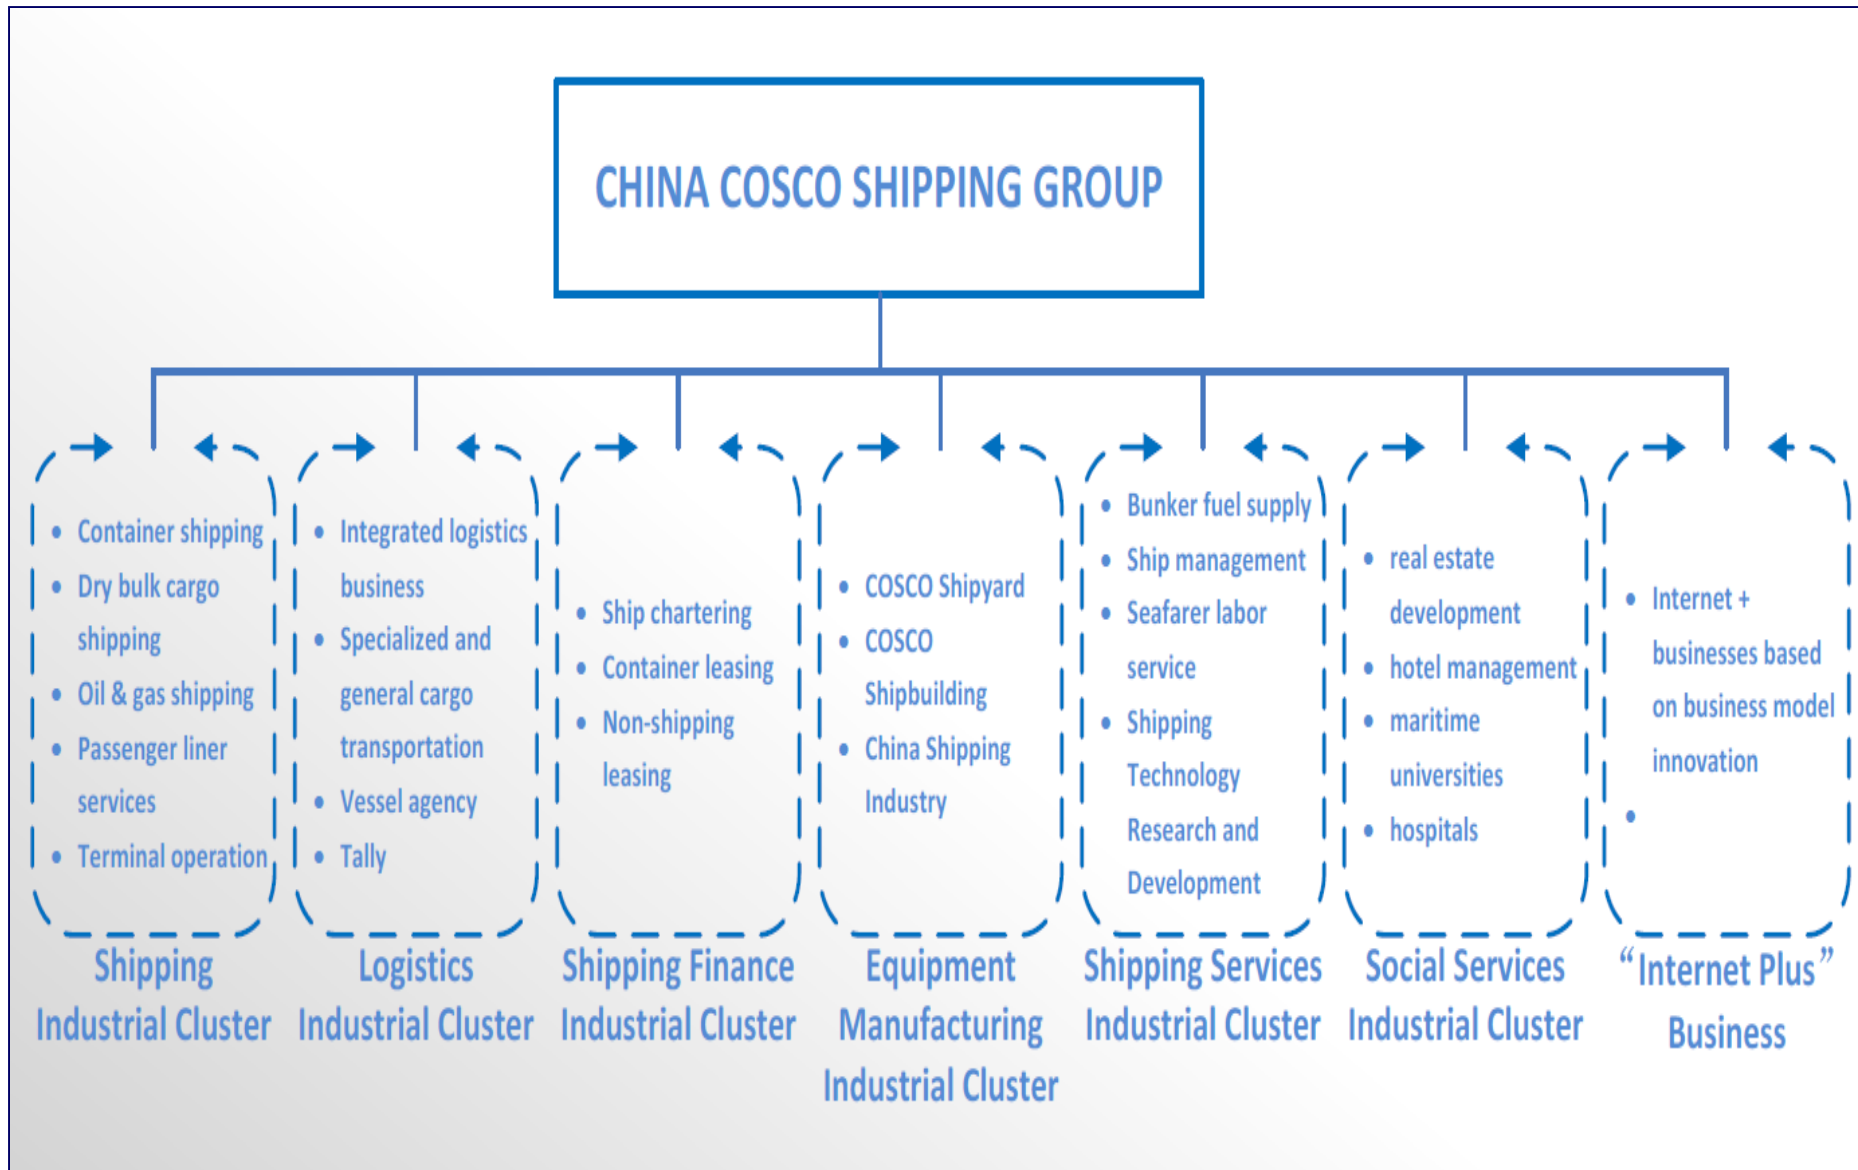 CHINA COSCO SHIPPING GROUP
• Container shipping
• Dry bulk cargo
shipping
• Oil & gas shipping
• Passenger liner
services
• Terminal operation
Shipping
Industrial Cluster
• Integrated logistics
business
• Specialized and
general cargo
transportation
• Vessel agency
• Tally
Logistics
Industrial Cluster
• Ship chartering
• Container leasing
• Non-shipping
leasing
Shipping Finance
Industrial Cluster
• COSCO Shipyard
• COSCO
Shipbuilding
• China Shipping
Industry
Equipment
Manufacturing
Industrial Cluster
• Bunker fuel supply
• Ship management
• Seafarer labor
service
• Shipping
Technology
Research and
Development
Shipping Services
Industrial Cluster
• real estate
development
• hotel management
• maritime
universities
• hospitals
Social Services
Industrial Cluster
• Internet +
businesses based
on business model
innovation
•
“Internet Plus”
Business